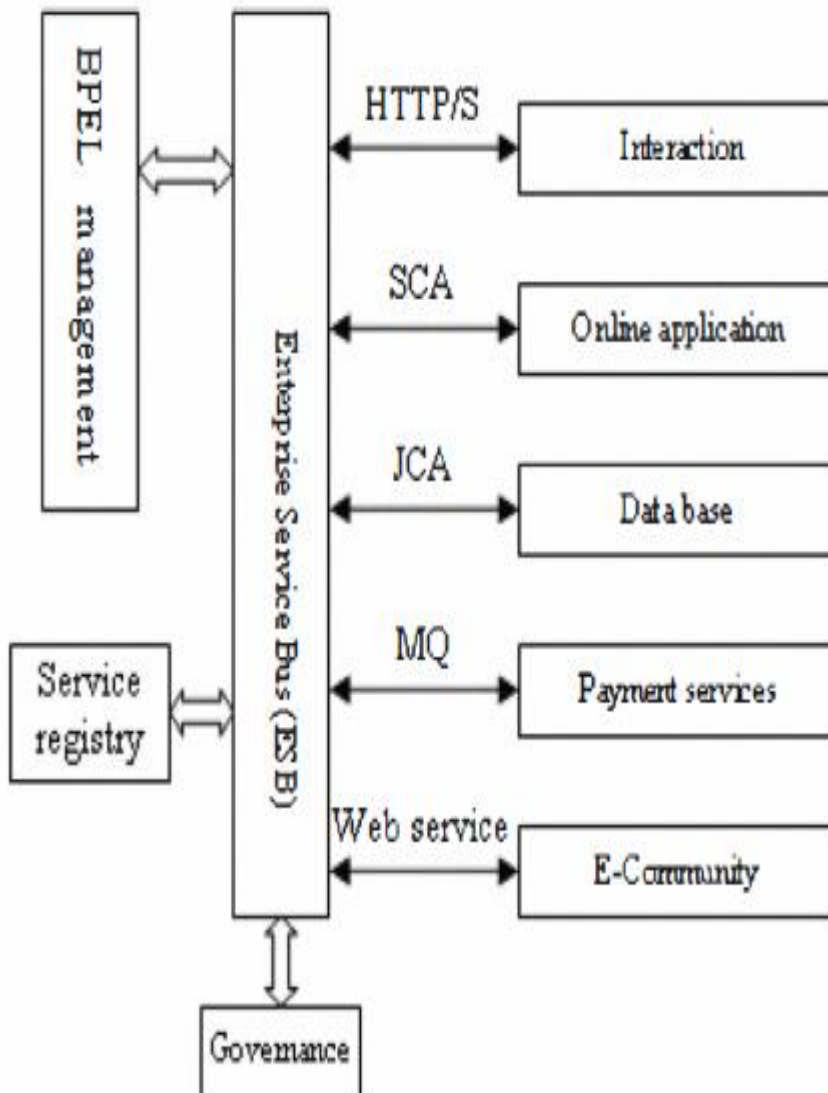 BPEL management
Enterprise Service Bus (ESB)
HTTP/S
Interaction
SCA
Online application
JCA
Data base
MQ
Payment services
Web service
E-Community
Service
registry
Governance